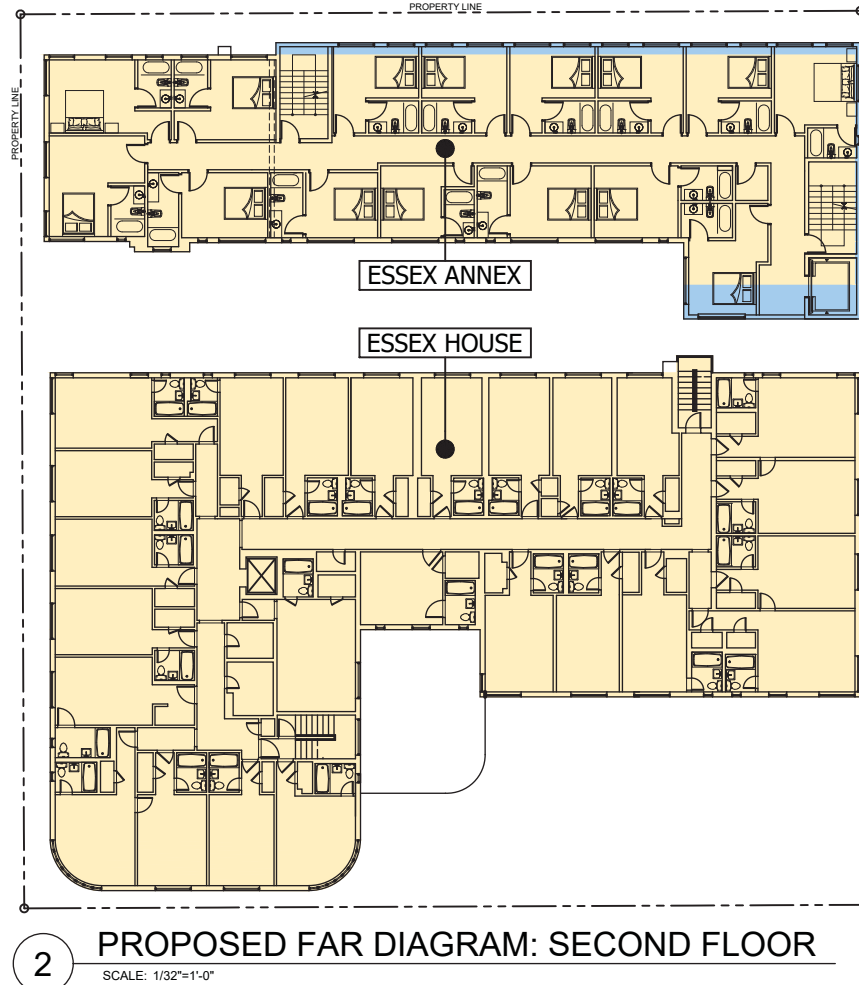 PROPERTY LINE
PROPERTY LINE
ESSEX ANNEX
ESSEX HOUSE
2
PROPOSED FAR DIAGRAM: SECOND FLOOR
SCALE: 1/32"=1'-0"